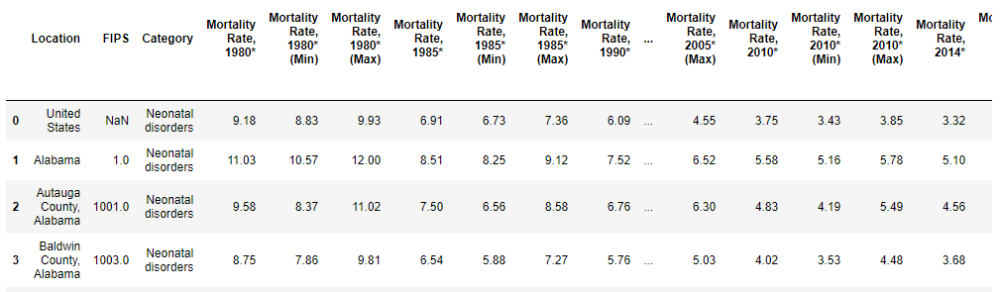 Location FIPS Category Mortality Rate, 1980* Mortality Rate, 1980* (Min) Mortality Rate, 1980* (Max) Mortality Rate, 1985* Mortality Rate, 1985* (Min) Mortality Rate, 1985* (Max) Mortality Rate, 1990* ... Mortality Rate, 2005* (Max) Mortality Rate, 2010* Mortality Rate, 2010* (Min) Mortality Rate, 2010* (Max) Mortality Rate, 2014*
0 United States NaN Neonatal disorders 9.18 8.83 9.93 6.91 6.73 7.36 6.09 ... 4.55 3.75 3.43 3.85 3.32
1 Alabama 1.0 Neonatal disorders 11.03 10.57 12.00 8.51 8.25 9.12 7.52 ... 6.52 5.58 5.16 5.78 5.10
2 Autauga County, Alabama 1001.0 Neonatal disorders 9.58 8.37 11.02 7.50 6.56 8.58 6.76 ... 6.30 4.83 4.19 5.49 4.56
3 Baldwin County, Alabama 1003.0 Neonatal disorders 8.75 7.86 9.81 6.54 5.88 7.27 5.76 ... 5.03 4.02 3.53 4.48 3.68